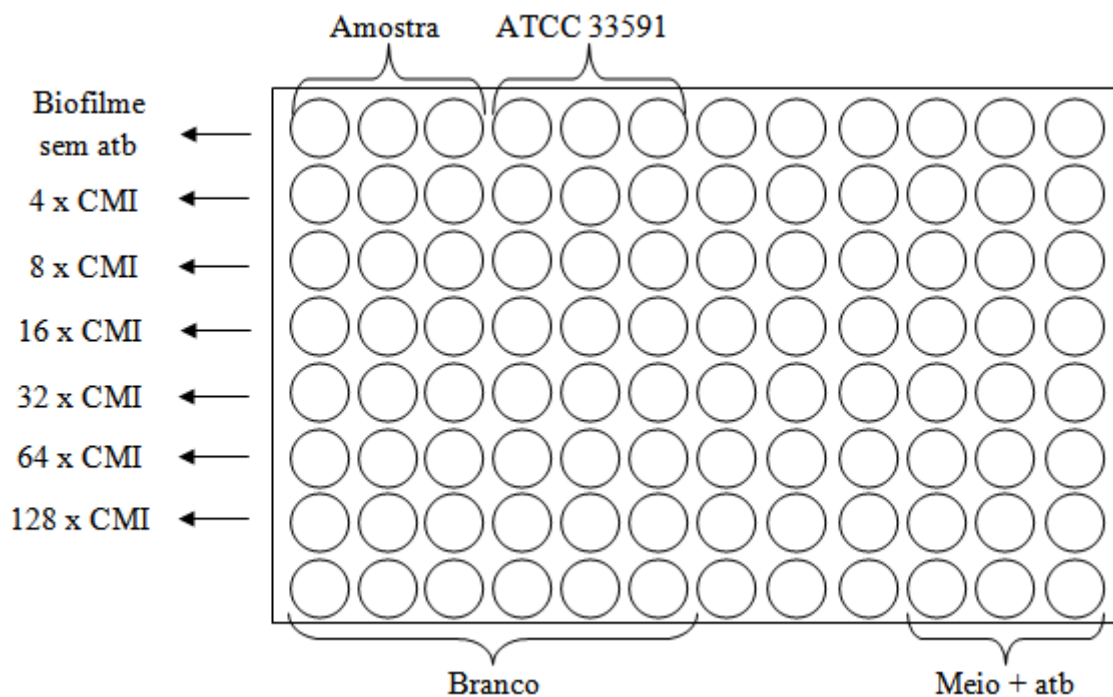 Amostra
ATCC 33591
Biofilme
sem atb
4 x CMI
8 x CMI
16 x CMI
32 x CMI
64 x CMI
128 x CMI
Branco
Meio + atb